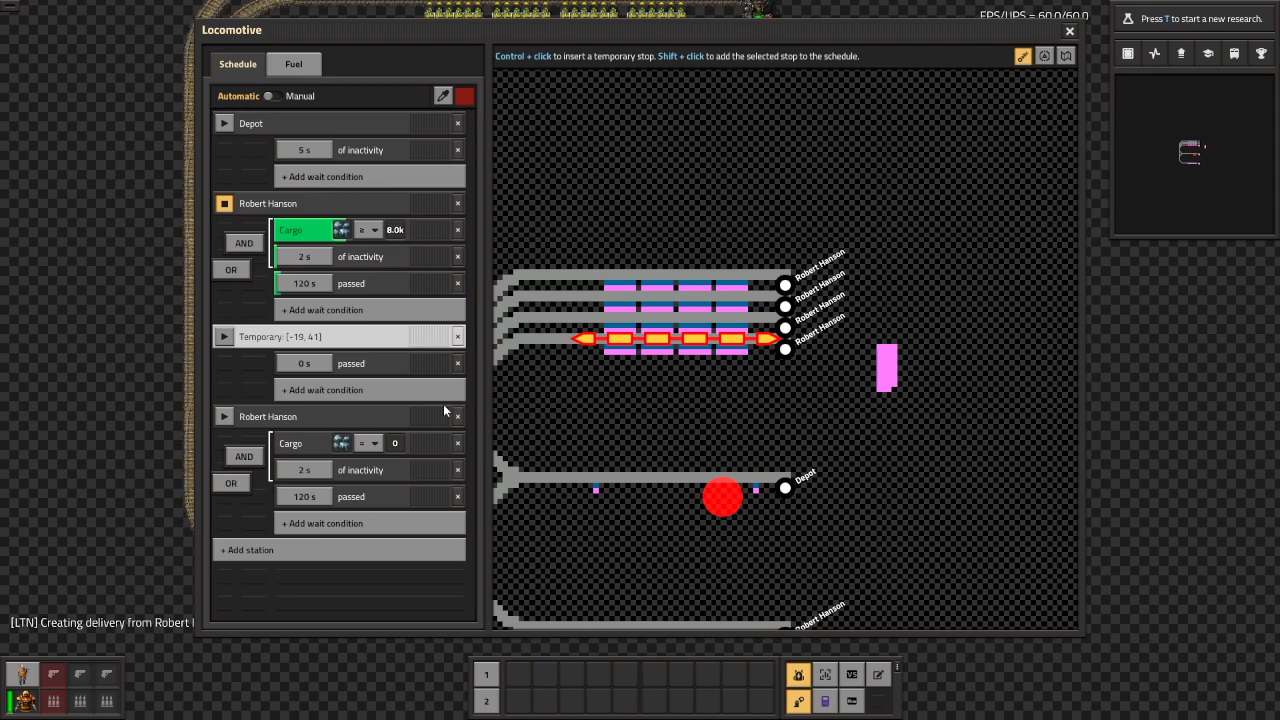 FPS/UPS = 60.0/60.0
Press T to start a new research.
Locomotive
Schedule
Fuel
Control + click to insert a temporary stop. Shift + click to add the selected stop to the schedule.
Automatic Manual
Depot
5 s of inactivity
+ Add wait condition
Robert Hanson
Cargo ≥ 8.0k
AND
2 s of inactivity
OR
120 s passed
+ Add wait condition
Temporary: [-19, 41]
0 s passed
+ Add wait condition
Robert Hanson
Cargo = 0
AND
2 s of inactivity
OR
120 s passed
+ Add wait condition
+ Add station
Robert Hanson
Robert Hanson
Robert Hanson
Robert Hanson
Depot
Robert Hanson
[LTN] Creating delivery from Robert
1
2